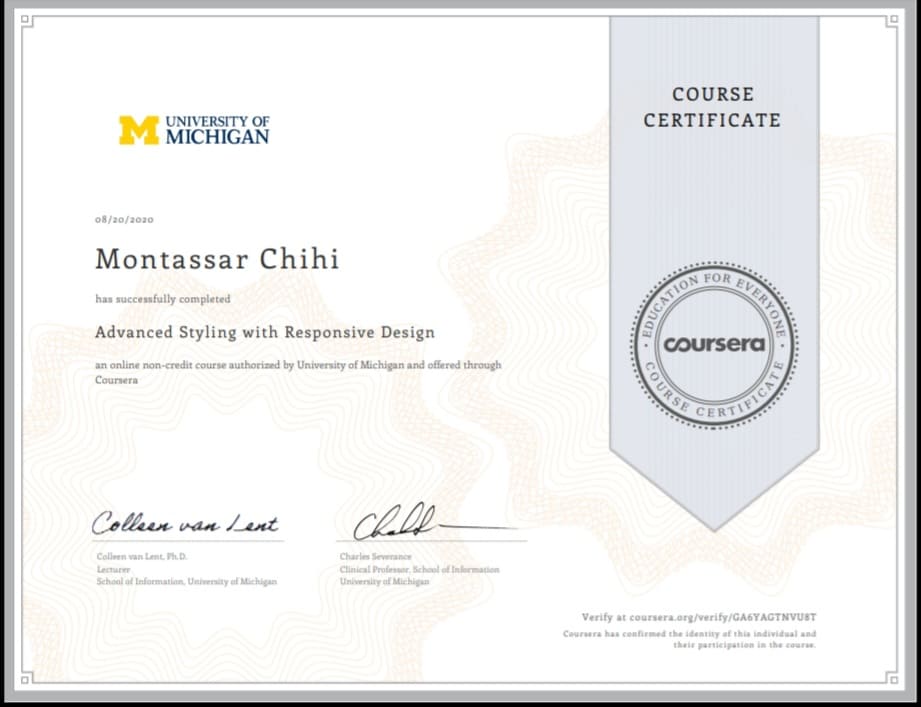 UNIVERSITY OF
MICHIGAN
COURSE
CERTIFICATE
08/20/2020
Montassar Chihi
has successfully completed
Advanced Styling with Responsive Design
an online non-credit course authorized by University of Michigan and offered through
Coursera
EDUCATION FOR EVERYONE
coursera
COURSE CERTIFICATE
Colleen van Lent
Colleen van Lent, Ph.D.
Lecturer
School of Information, University of Michigan
Charles Severance
Clinical Professor, School of Information
University of Michigan
Verify at coursera.org/verify/GA6YAGTNVU8T
Coursera has confirmed the identity of this individual and
their participation in the course.